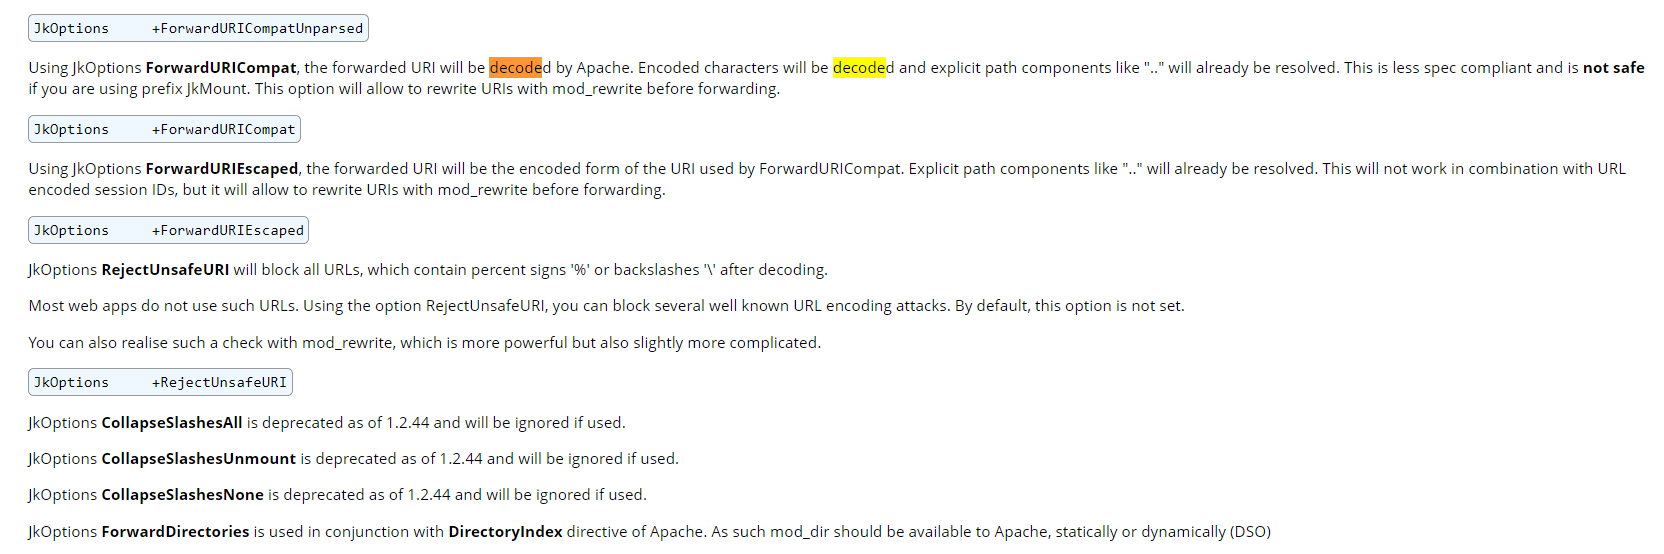 JkOptions +ForwardURICompatUnparsed
Using JkOptions ForwardURICompat, the forwarded URI will be decoded by Apache. Encoded characters will be decoded and explicit path components like ".." will already be resolved. This is less spec compliant and is not safe
if you are using prefix JkMount. This option will allow to rewrite URIs with mod_rewrite before forwarding.
JkOptions +ForwardURICompat
Using JkOptions ForwardURIEscaped, the forwarded URI will be the encoded form of the URI used by ForwardURICompat. Explicit path components like ".." will already be resolved. This will not work in combination with URL
encoded session IDs, but it will allow to rewrite URIs with mod_rewrite before forwarding.
JkOptions +ForwardURIEscaped
JkOptions RejectUnsafeURI will block all URLs, which contain percent signs '%' or backslashes '\' after decoding.
Most web apps do not use such URLs. Using the option RejectUnsafeURI, you can block several well known URL encoding attacks. By default, this option is not set.
You can also realise such a check with mod_rewrite, which is more powerful but also slightly more complicated.
JkOptions +RejectUnsafeURI
JkOptions CollapseSlashesAll is deprecated as of 1.2.44 and will be ignored if used.
JkOptions CollapseSlashesUnmount is deprecated as of 1.2.44 and will be ignored if used.
JkOptions CollapseSlashesNone is deprecated as of 1.2.44 and will be ignored if used.
JkOptions ForwardDirectories is used in conjunction with DirectoryIndex directive of Apache. As such mod_dir should be available to Apache, statically or dynamically (DSO)